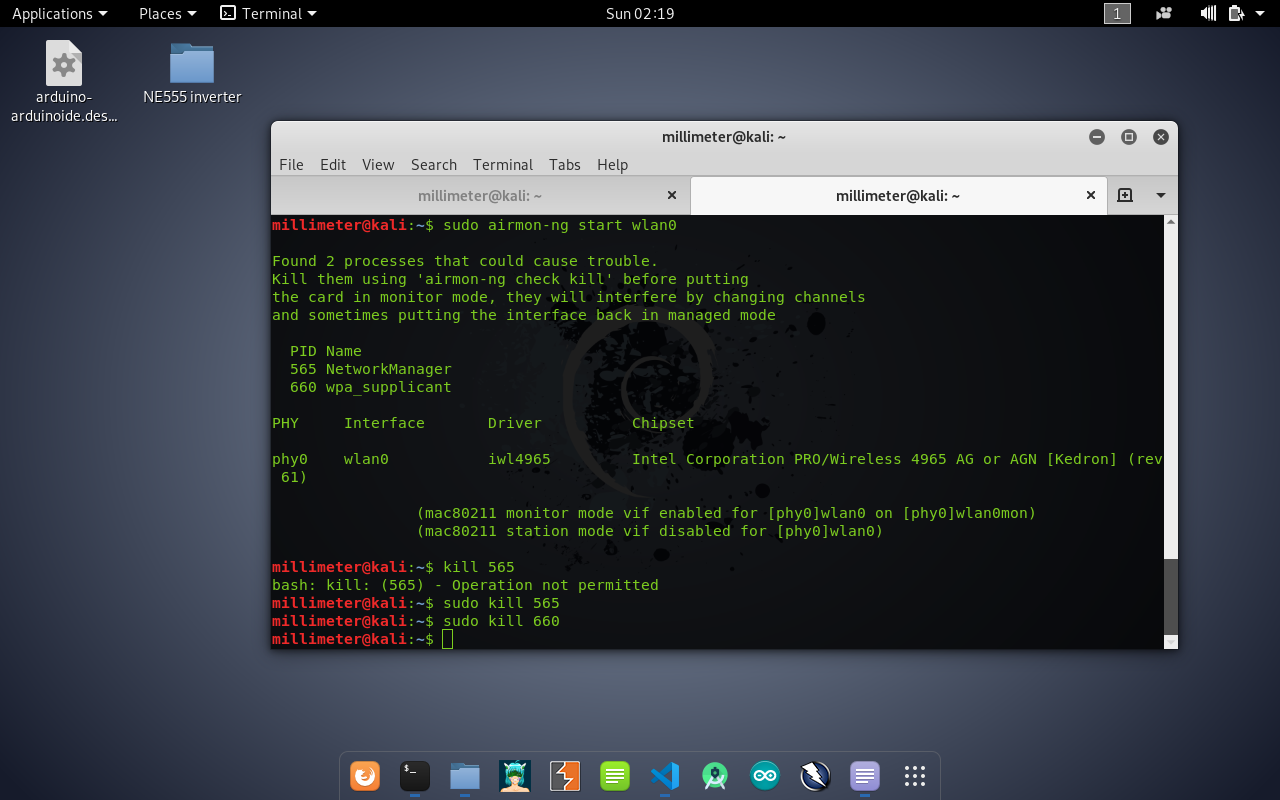 Applications Places Terminal Sun 02:19 1
arduino-
arduinoide.des...
NE555 inverter
millimeter@kali: ~
File Edit View Search Terminal Tabs Help
millimeter@kali: ~ millimeter@kali: ~
millimeter@kali:~$ sudo airmon-ng start wlan0
Found 2 processes that could cause trouble.
Kill them using 'airmon-ng check kill' before putting
the card in monitor mode, they will interfere by changing channels
and sometimes putting the interface back in managed mode
PID Name
565 NetworkManager
660 wpa_supplicant
PHY Interface Driver Chipset
phy0 wlan0 iwl4965 Intel Corporation PRO/Wireless 4965 AG or AGN [Kedron] (rev
61)
(mac80211 monitor mode vif enabled for [phy0]wlan0 on [phy0]wlan0mon)
(mac80211 station mode vif disabled for [phy0]wlan0)
millimeter@kali:~$ kill 565
bash: kill: (565) - Operation not permitted
millimeter@kali:~$ sudo kill 565
millimeter@kali:~$ sudo kill 660
millimeter@kali:~$
$_